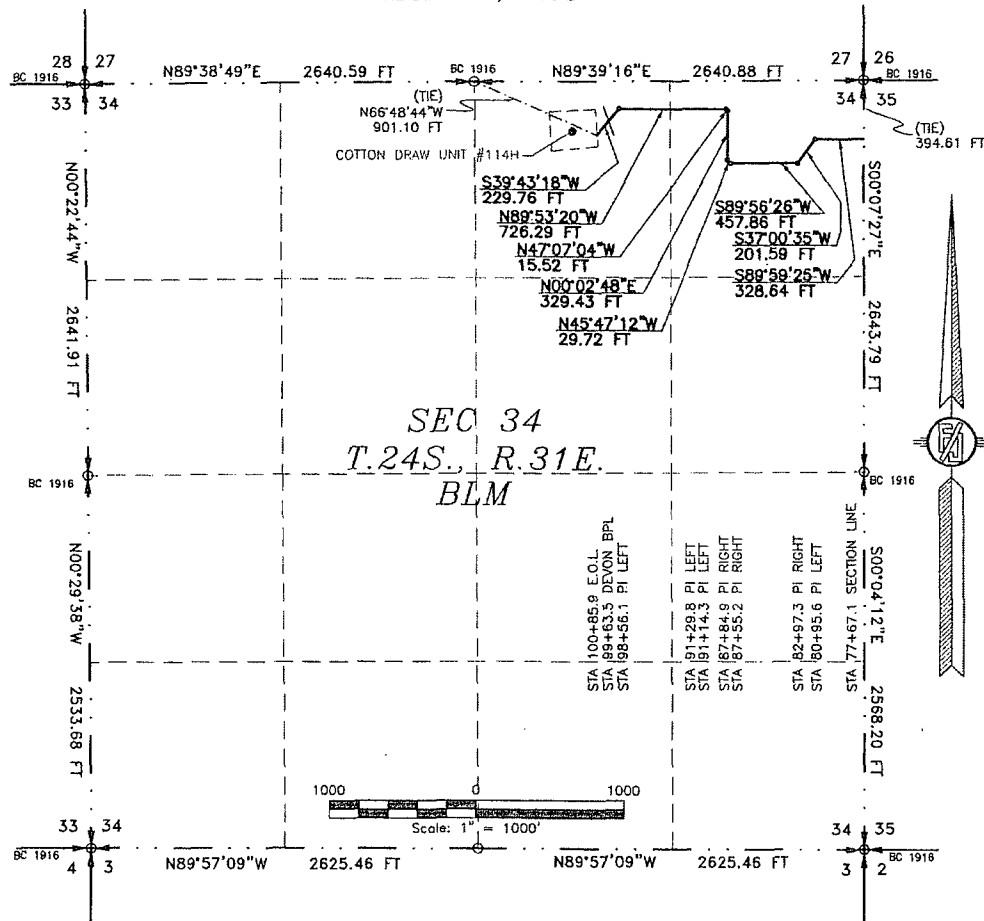 28 27
BC 1916
33 34
N89°38'49"E 2640.59 FT
BC 1916
N89°39'16"E 2640.88 FT
27 26
BC 1916
34 35
(TIE)
N66°48'44"W
901.10 FT
(TIE)
394.61 FT
COTTON DRAW UNIT #114H
S39°43'18"W
229.76 FT
N89°53'20"W
726.29 FT
N47°07'04"W
15.52 FT
N00°02'48"E
329.43 FT
N45°47'12"W
29.72 FT
S89°56'26"W
457.86 FT
S37°00'35"W
201.59 FT
S89°59'25"W
328.64 FT
N00°22'44"W
2641.91 FT
S00°07'27"E
2643.79 FT
SEC 34
T.24S., R.31E.
BLM
BC 1916
BC 1916
N00°29'38"W
2533.68 FT
S00°04'12"E
2568.20 FT
STA 100+85.9 E.O.L.
STA 99+63.5 DEVON BPL
STA 98+56.1 PI LEFT
STA 91+29.8 PI LEFT
STA 91+14.3 PI LEFT
STA 87+84.9 PI RIGHT
STA 87+55.2 PI RIGHT
STA 82+97.3 PI RIGHT
STA 80+95.6 PI LEFT
STA 77+67.1 SECTION LINE
1000 0 1000
Scale: 1" = 1000'
33 34
BC 1916
4 3
N89°57'09"W 2625.46 FT
N89°57'09"W 2625.46 FT
34 35
BC 1916
3 2